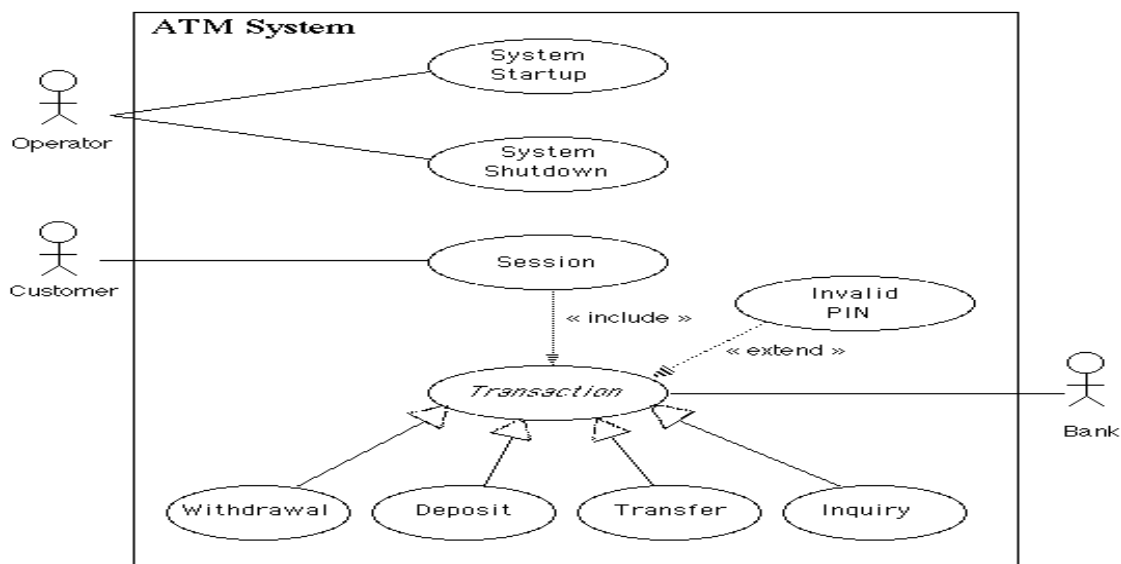 ATM System
System
Startup
Operator
System
Shutdown
Customer
Session
Invalid
PIN
« include »
« extend »
Transaction
Bank
Withdrawal
Deposit
Transfer
Inquiry